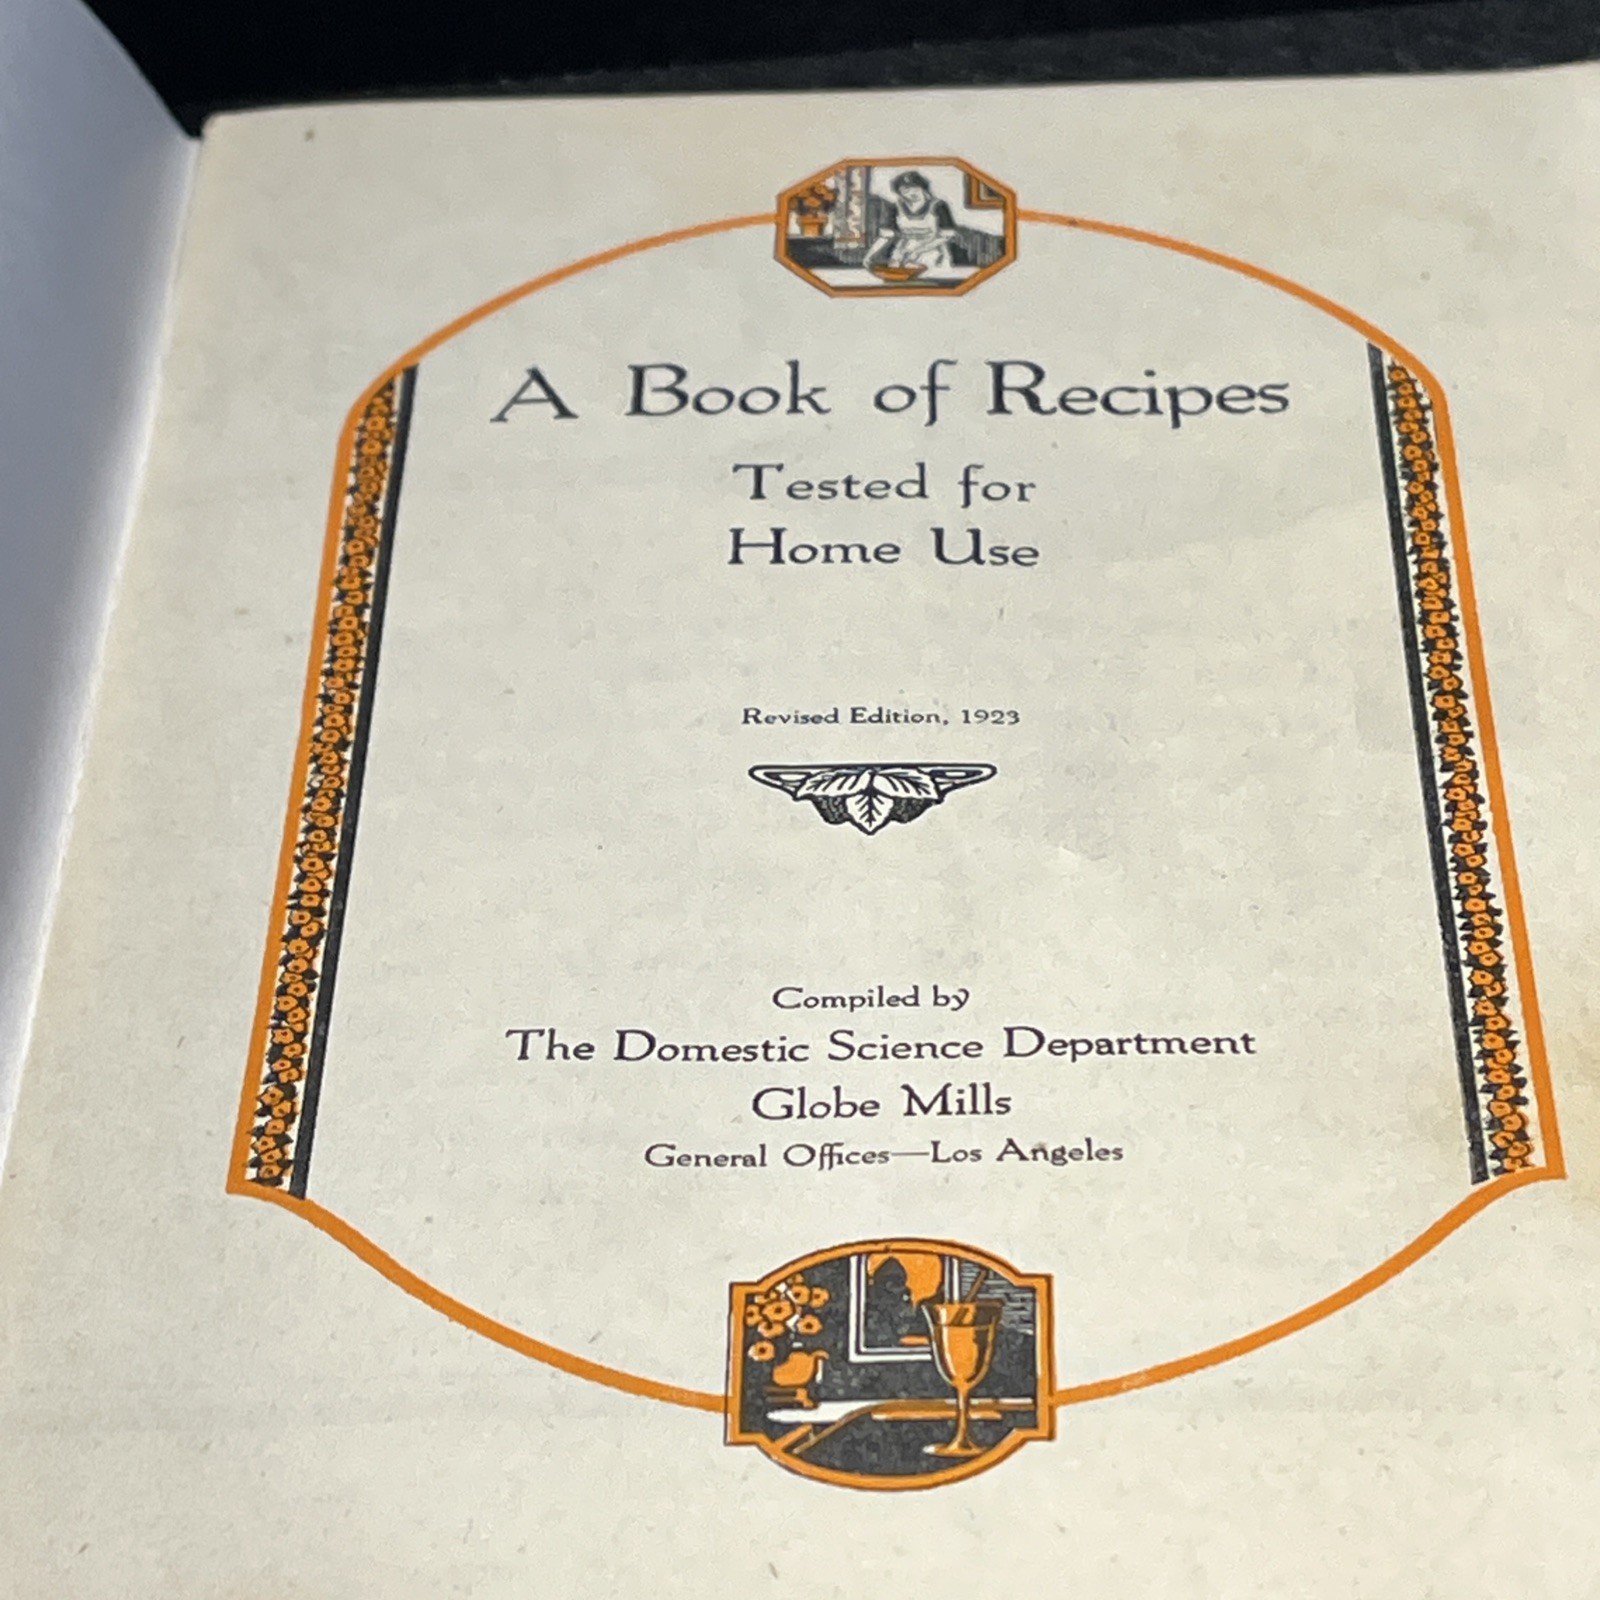 A Book of Recipes
Tested for
Home Use
Revised Edition, 1923
Compiled by
The Domestic Science Department
Globe Mills
General Offices—Los Angeles